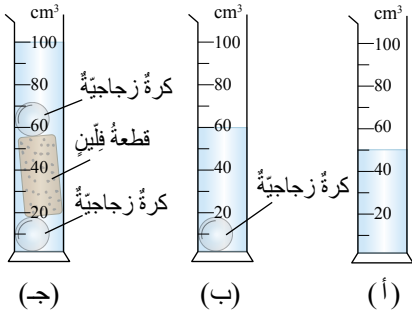 cm³
100
80
60
40
20
(أ)
cm³
100
80
60
40
20
كرةٌ زجاجيّةٌ
(ب)
cm³
100
80
60
40
20
كرةٌ زجاجيّةٌ
قطعةُ فِلّينٍ
كرةٌ زجاجيّةٌ
(جـ)